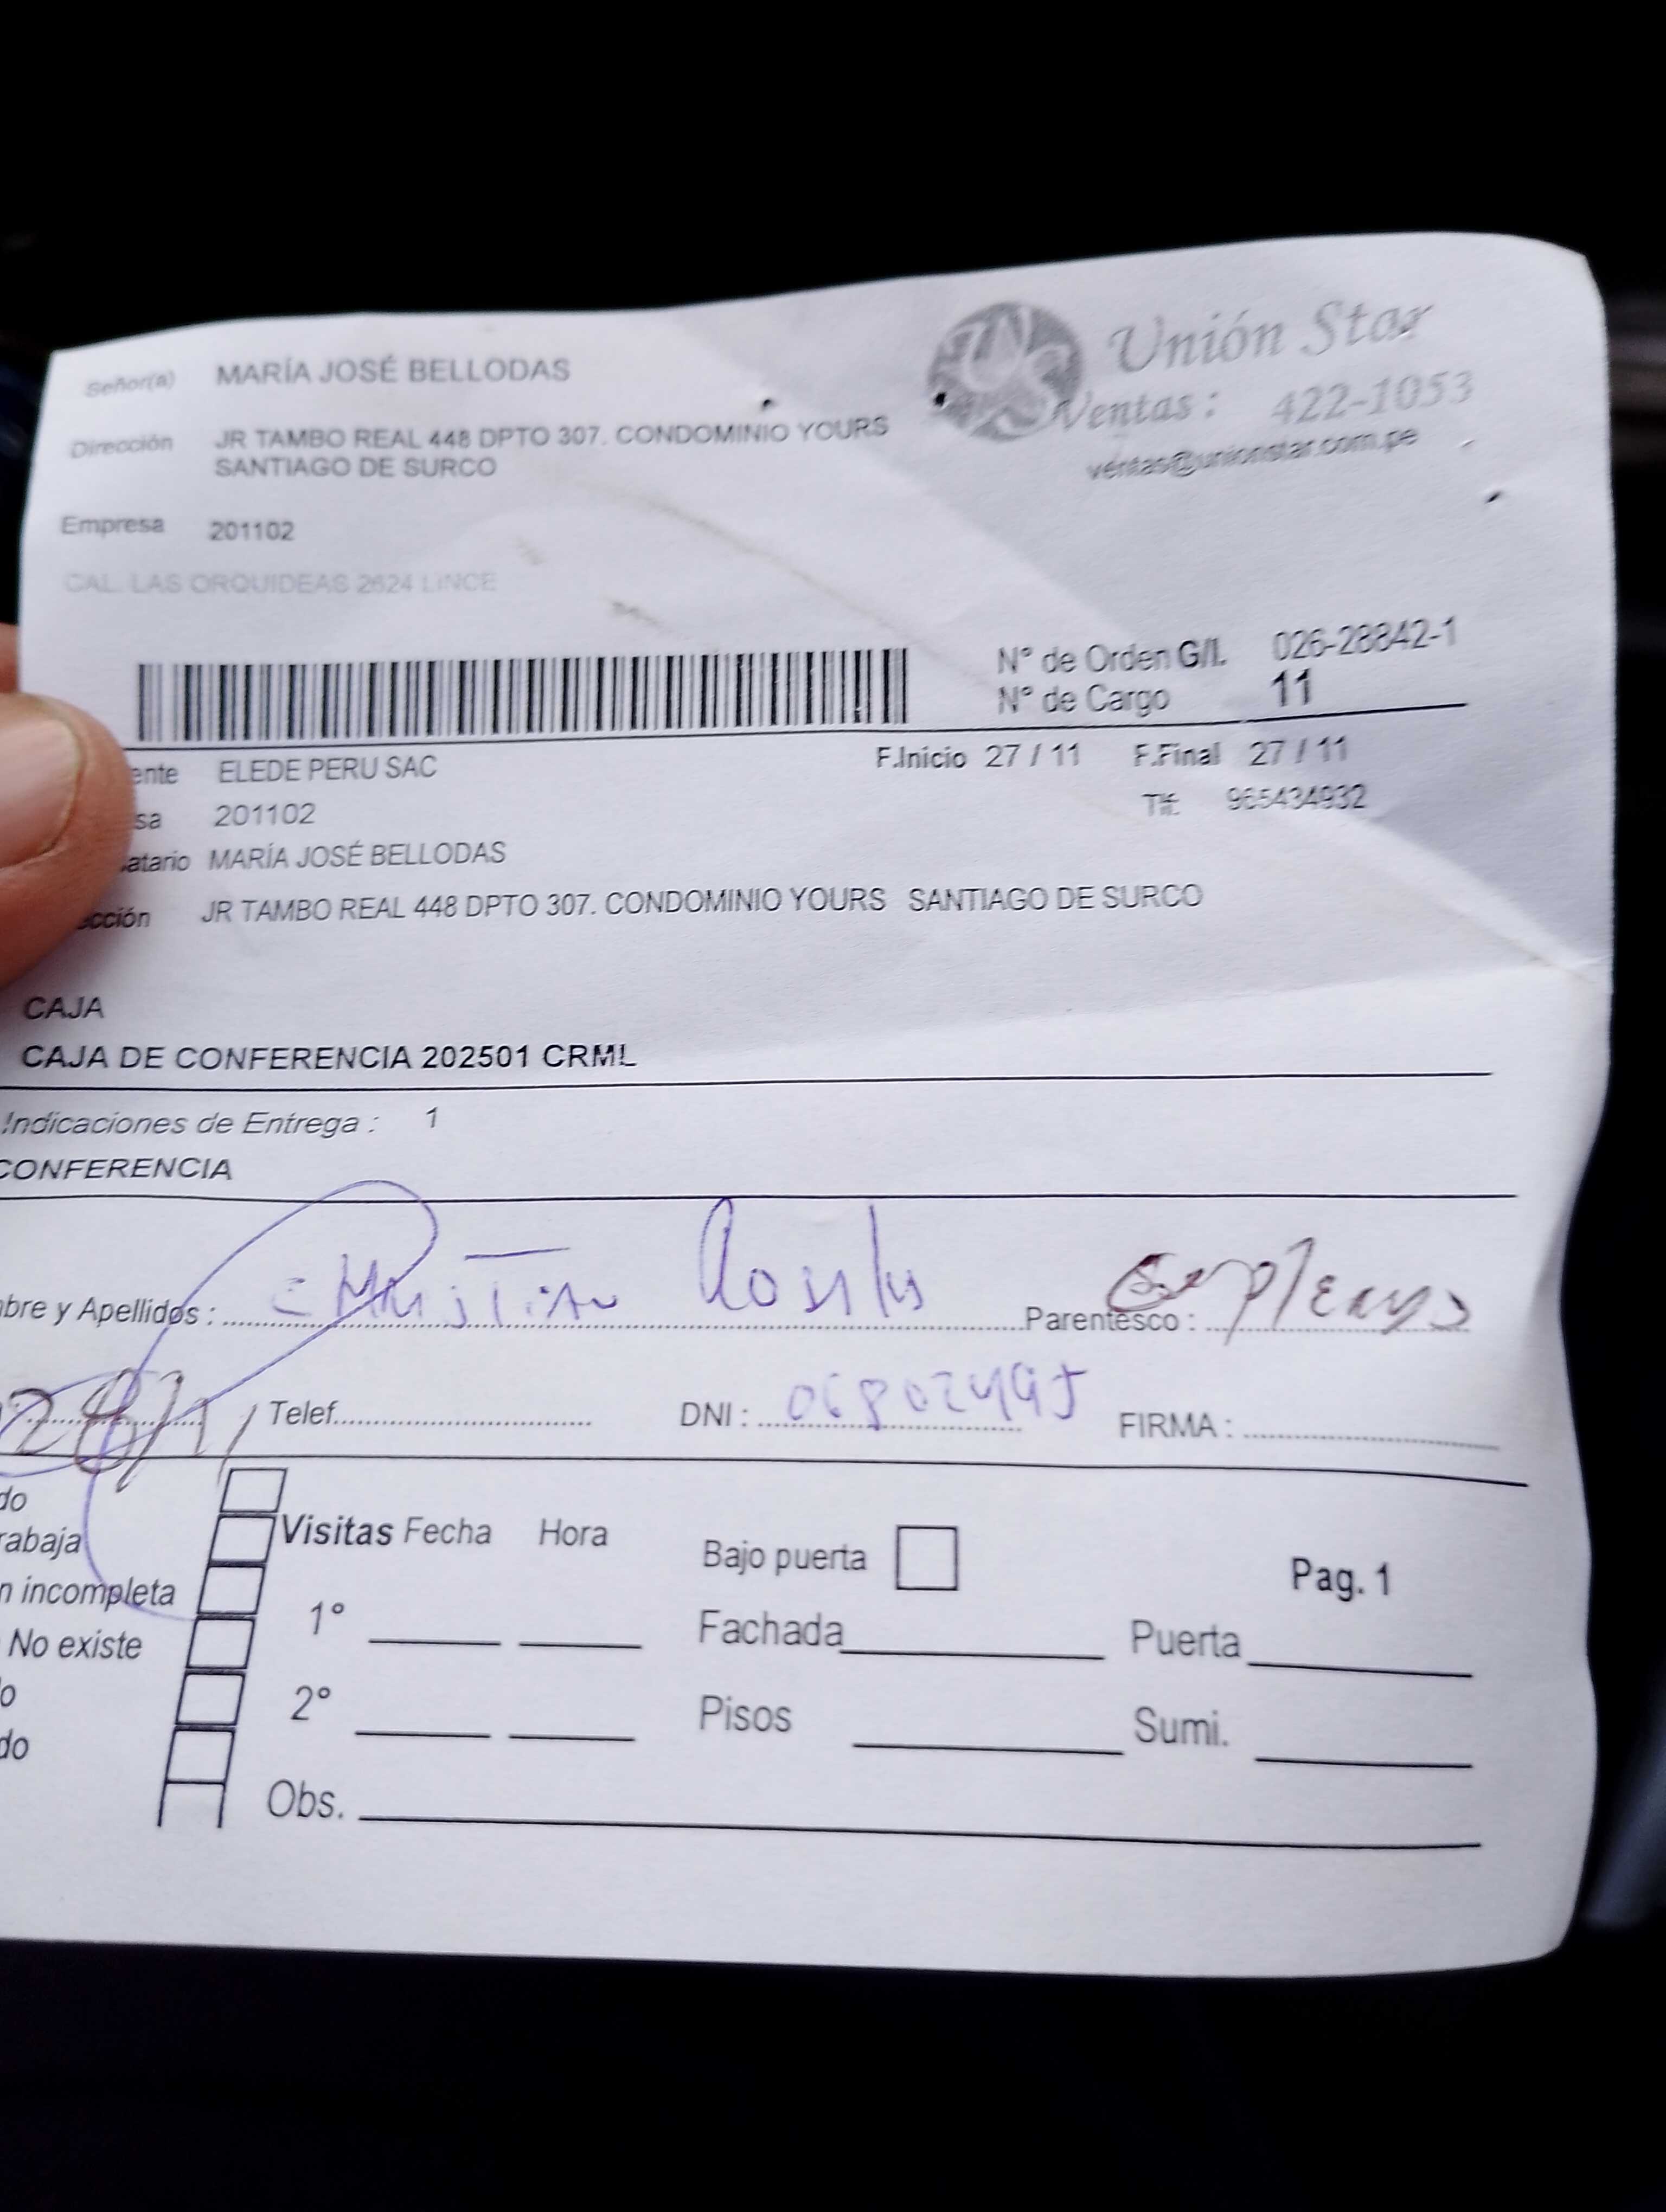 Señor(a) MARÍA JOSÉ BELLODAS
Unión Star
Ventas : 422-1053
ventas@unionstar.com.pe
Dirección JR TAMBO REAL 448 DPTO 307. CONDOMINIO YOURS
SANTIAGO DE SURCO
Empresa 201102
CAL. LAS ORQUIDEAS 2624 LINCE
N° de Orden G/L 026-28842-1
N° de Cargo 11
ente ELEDE PERU SAC
F.Inicio 27 / 11 F.Final 27 / 11
sa 201102
Tlf: 965434932
atario MARÍA JOSÉ BELLODAS
cción JR TAMBO REAL 448 DPTO 307. CONDOMINIO YOURS SANTIAGO DE SURCO
CAJA
CAJA DE CONFERENCIA 202501 CRML
Indicaciones de Entrega : 1
CONFERENCIA
bre y Apellidos : Christian Parentesco :
28/11 Telef. DNI : 06802495 FIRMA :
do
rabaja
n incompleta
No existe
o
do
Visitas Fecha Hora
1°
2°
Obs.
Bajo puerta
Fachada
Pisos
Pag. 1
Puerta
Sumi.